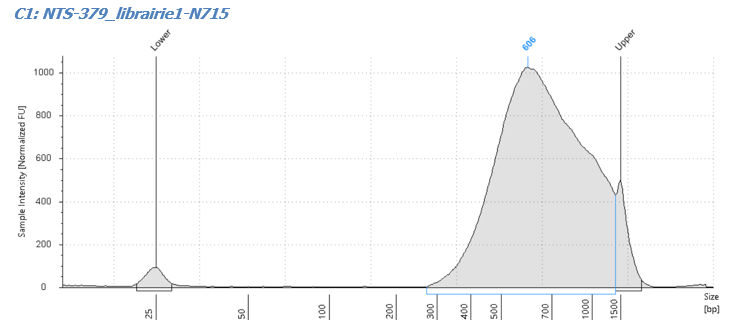 C1: NTS-379_librairie1-N715
Lower
606
Upper
Sample Intensity [Normalized FU]
1000
800
600
400
200
0
25
50
100
200
300
400
500
700
1000
1500
Size
[bp]